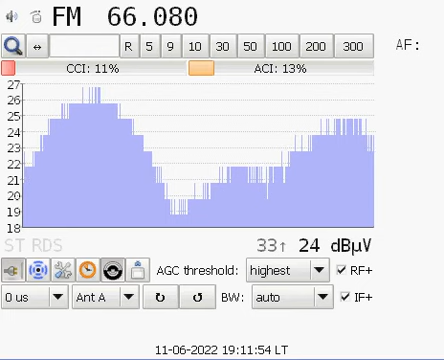 FM 66.080
↔ R 5 9 10 30 50 100 200 300 AF:
CCI: 11% ACI: 13%
27
26
25
24
23
22
21
20
19
18
ST RDS 33↑ 24 dBµV
AGC threshold: highest RF+
0 us Ant A ↻ ↺ BW: auto IF+
11-06-2022 19:11:54 LT